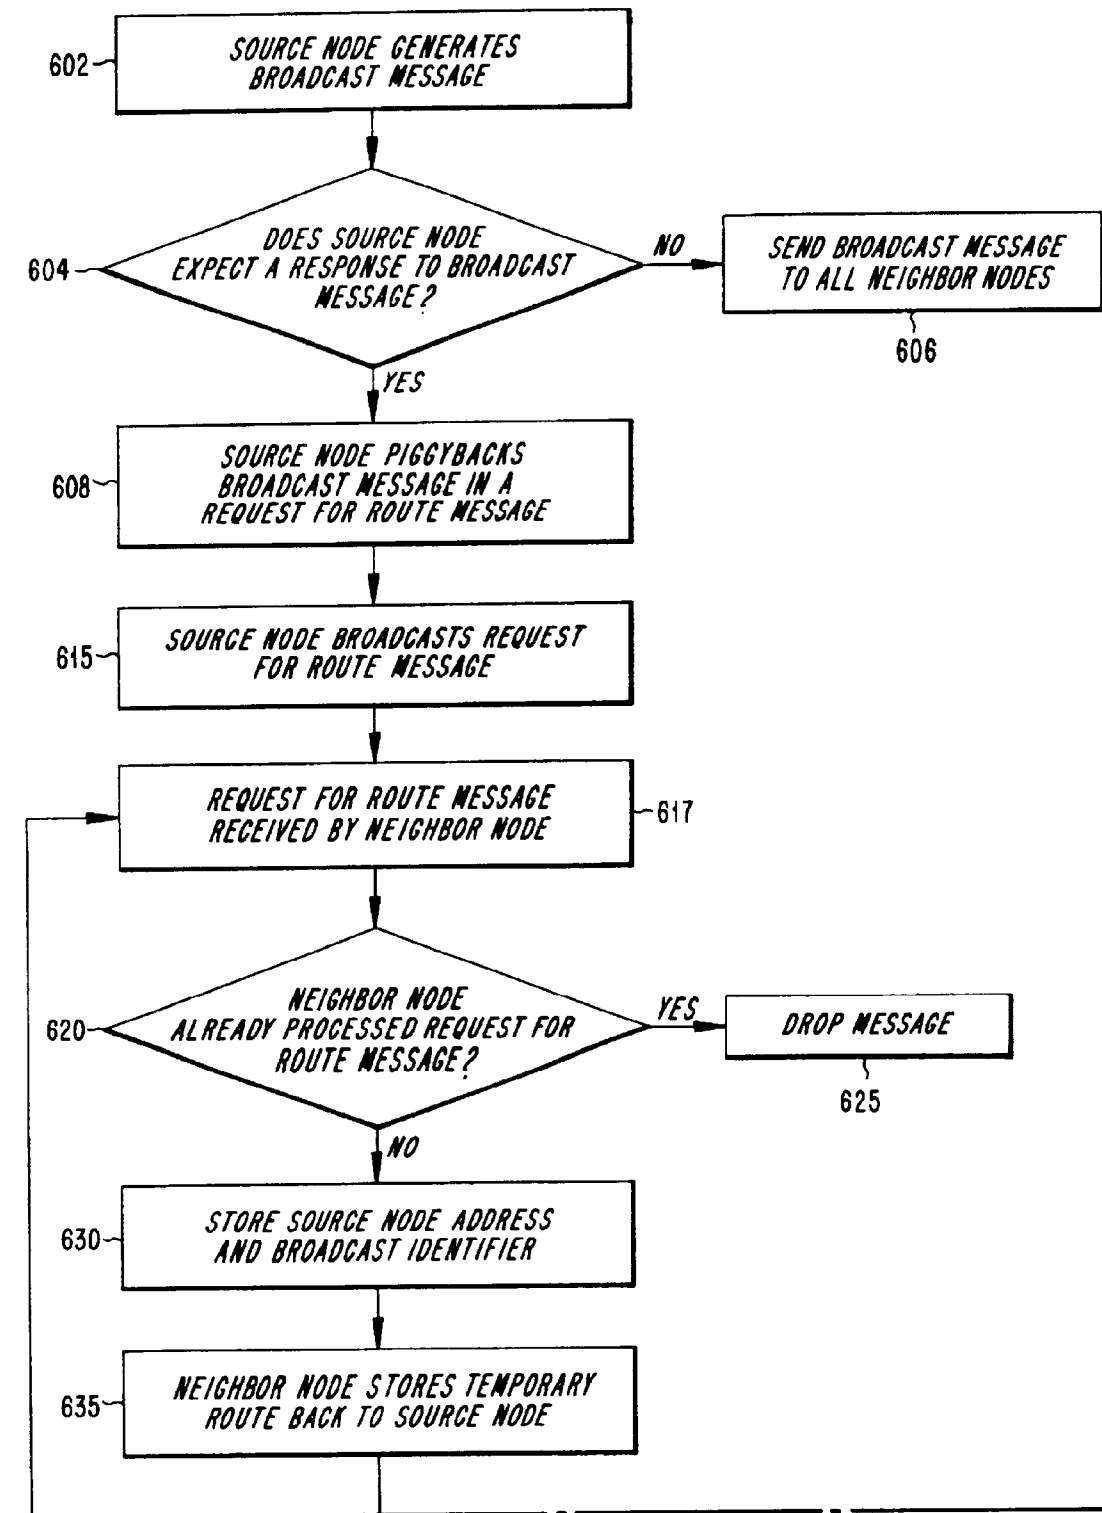 602
SOURCE NODE GENERATES
BROADCAST MESSAGE
604
DOES SOURCE NODE
EXPECT A RESPONSE TO BROADCAST
MESSAGE?
NO
SEND BROADCAST MESSAGE
TO ALL NEIGHBOR NODES
606
YES
608
SOURCE NODE PIGGYBACKS
BROADCAST MESSAGE IN A
REQUEST FOR ROUTE MESSAGE
615
SOURCE NODE BROADCASTS REQUEST
FOR ROUTE MESSAGE
REQUEST FOR ROUTE MESSAGE
RECEIVED BY NEIGHBOR NODE
617
620
NEIGHBOR NODE
ALREADY PROCESSED REQUEST FOR
ROUTE MESSAGE?
YES
DROP MESSAGE
625
NO
630
STORE SOURCE NODE ADDRESS
AND BROADCAST IDENTIFIER
635
NEIGHBOR NODE STORES TEMPORARY
ROUTE BACK TO SOURCE NODE